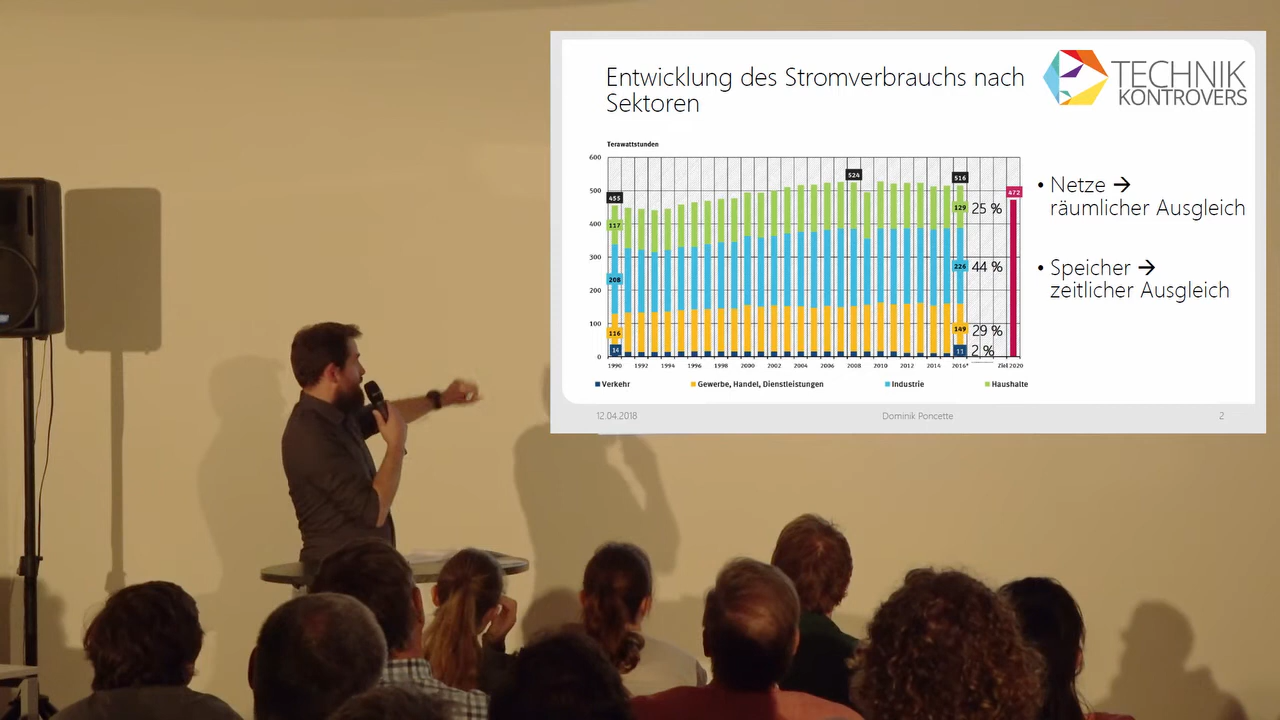 Entwicklung des Stromverbrauchs nach
Sektoren
TECHNIK
KONTROVERS
Terawattstunden
600
500
400
300
200
100
0
455
117
208
116
14
524
516
129
226
149
11
25 %
44 %
29 %
2 %
472
1990
1992
1994
1996
1998
2000
2002
2004
2006
2008
2010
2012
2014
2016*
Ziel 2020
Verkehr
Gewerbe, Handel, Dienstleistungen
Industrie
Haushalte
• Netze →
räumlicher Ausgleich
• Speicher →
zeitlicher Ausgleich
12.04.2018
Dominik Poncette
2